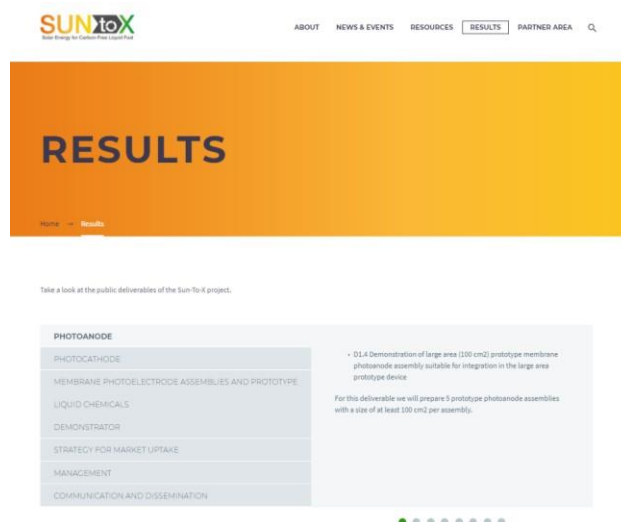 SUN to X
Solar Energy for Carbon Free Liquid Fuel
ABOUT NEWS & EVENTS RESOURCES RESULTS PARTNER AREA
RESULTS
Home → Results
Take a look at the public deliverables of the Sun-To-X project.
PHOTOANODE
PHOTOCATHODE
MEMBRANE PHOTOELECTRODE ASSEMBLIES AND PROTOTYPE
LIQUID CHEMICALS
DEMONSTRATOR
STRATEGY FOR MARKET UPTAKE
MANAGEMENT
COMMUNICATION AND DISSEMINATION
• D1.4 Demonstration of large area (100 cm2) prototype membrane
photoanode assembly suitable for integration in the large area
prototype device
For this deliverable we will prepare 5 prototype photoanode assemblies
with a size of at least 100 cm2 per assembly.